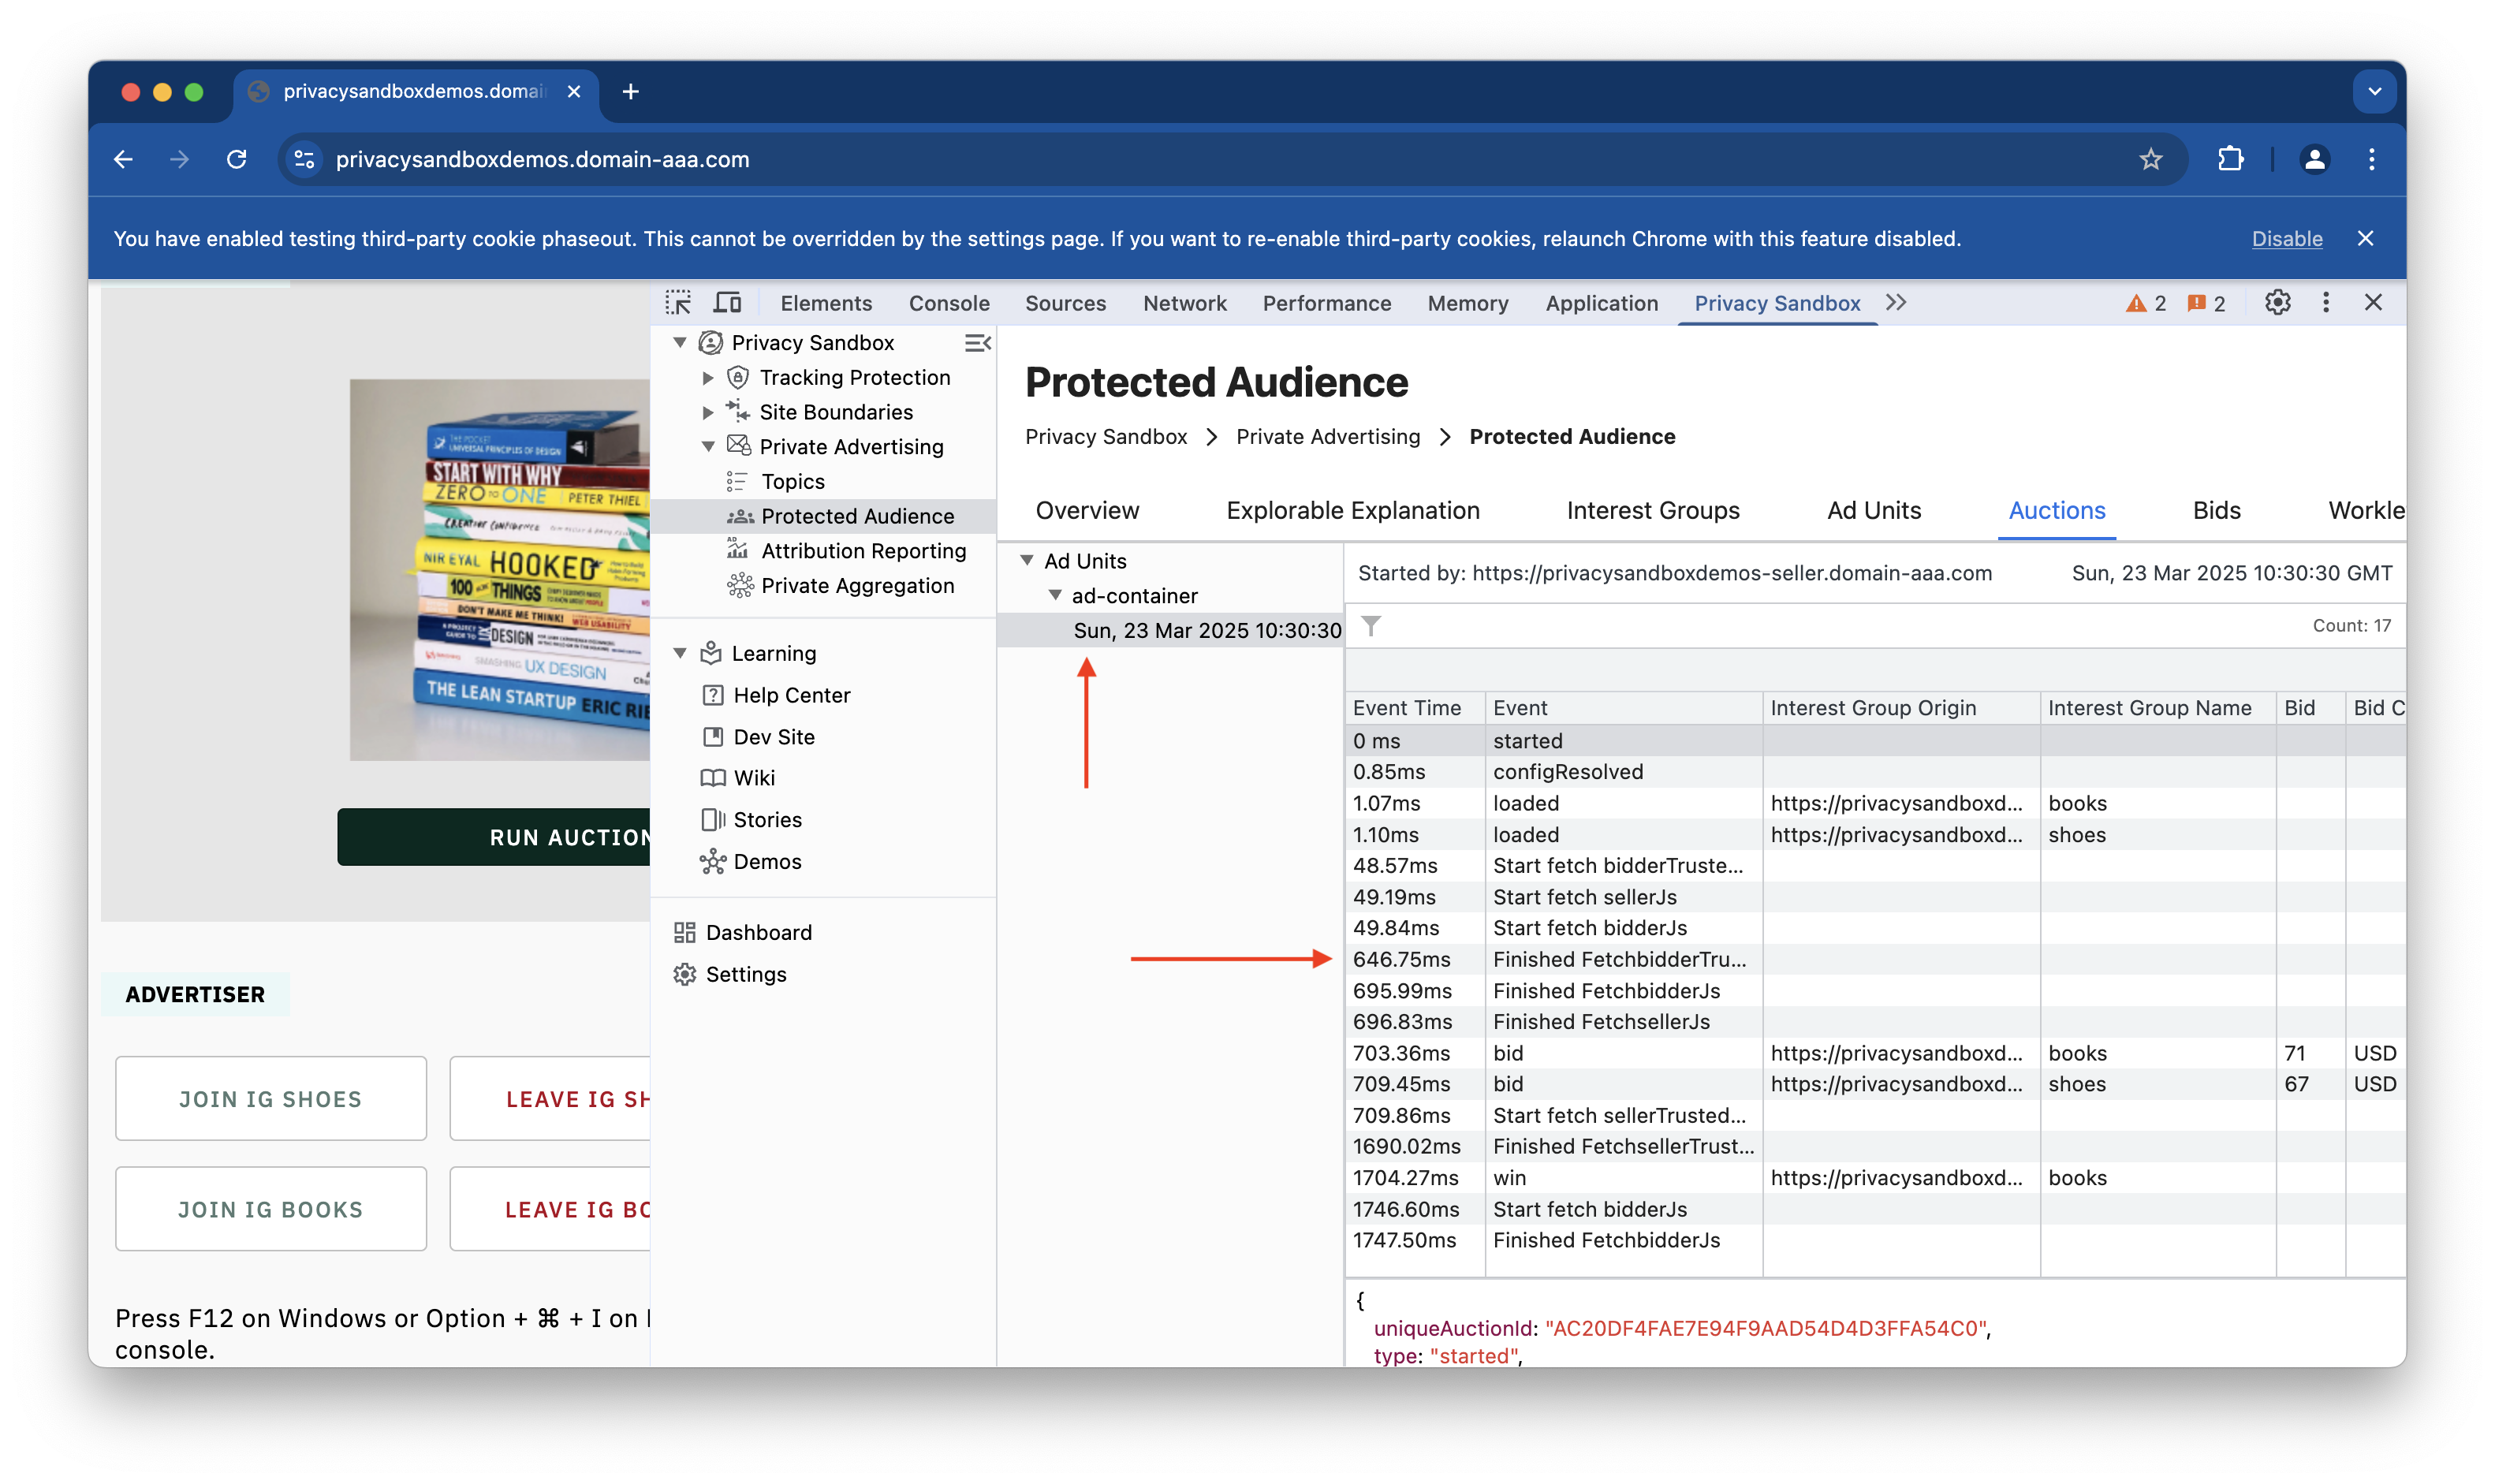 privacysandboxdemos.domai
privacysandboxdemos.domain-aaa.com
You have enabled testing third-party cookie phaseout. This cannot be overridden by the settings page. If you want to re-enable third-party cookies, relaunch Chrome with this feature disabled.
Disable
THE POCKET
UNIVERSAL PRINCIPLES OF DESIGN
START WITH WHY
ZERO TO ONE PETER THIEL
CREATIVE CONFIDENCE
NIR EYAL HOOKED
100 THINGS
DON'T MAKE ME THINK! WEB USABILITY
DESIGN
SMASHING UX DESIGN
THE LEAN STARTUP ERIC RIE
RUN AUCTION
ADVERTISER
JOIN IG SHOES
LEAVE IG SH
JOIN IG BOOKS
LEAVE IG BO
Press F12 on Windows or Option + ⌘ + I on
console.
Elements Console Sources Network Performance Memory Application Privacy Sandbox
2 2
Privacy Sandbox
Tracking Protection
Site Boundaries
Private Advertising
Topics
Protected Audience
Attribution Reporting
Private Aggregation
Learning
Help Center
Dev Site
Wiki
Stories
Demos
Dashboard
Settings
Protected Audience
Privacy Sandbox > Private Advertising > Protected Audience
Overview Explorable Explanation Interest Groups Ad Units Auctions Bids Workle
Ad Units
ad-container
Sun, 23 Mar 2025 10:30:30
Started by: https://privacysandboxdemos-seller.domain-aaa.com Sun, 23 Mar 2025 10:30:30 GMT
Count: 17
Event Time Event Interest Group Origin Interest Group Name Bid Bid C
0 ms started
0.85ms configResolved
1.07ms loaded https://privacysandboxd... books
1.10ms loaded https://privacysandboxd... shoes
48.57ms Start fetch bidderTruste...
49.19ms Start fetch sellerJs
49.84ms Start fetch bidderJs
646.75ms Finished FetchbidderTru...
695.99ms Finished FetchbidderJs
696.83ms Finished FetchsellerJs
703.36ms bid https://privacysandboxd... books 71 USD
709.45ms bid https://privacysandboxd... shoes 67 USD
709.86ms Start fetch sellerTrusted...
1690.02ms Finished FetchsellerTrust...
1704.27ms win https://privacysandboxd... books
1746.60ms Start fetch bidderJs
1747.50ms Finished FetchbidderJs
{
uniqueAuctionId: "AC20DF4FAE7E94F9AAD54D4D3FFA54C0",
type: "started",